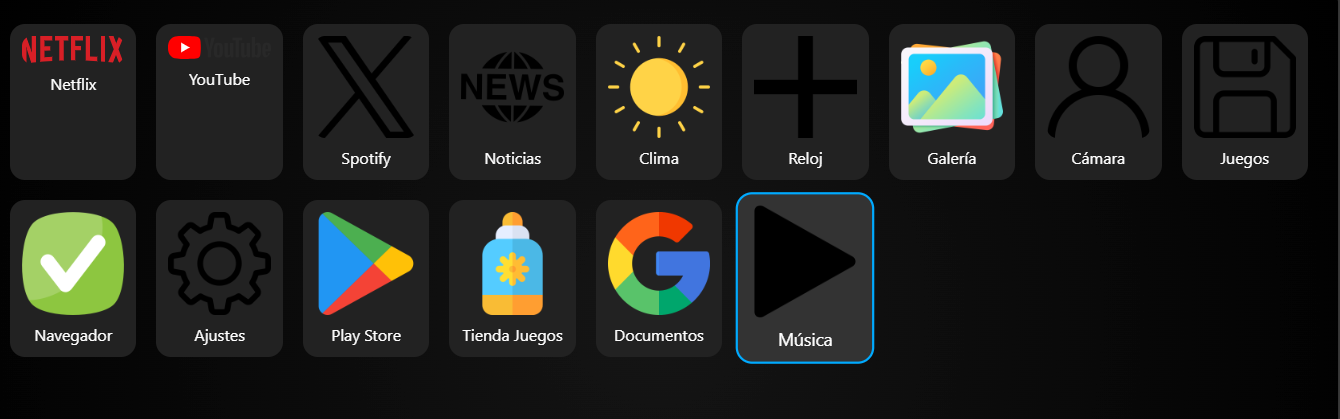 NETFLIX
Netflix
YouTube
YouTube
Spotify
NEWS
Noticias
Clima
Reloj
Galería
Cámara
Juegos
Navegador
Ajustes
Play Store
Tienda Juegos
Documentos
Música